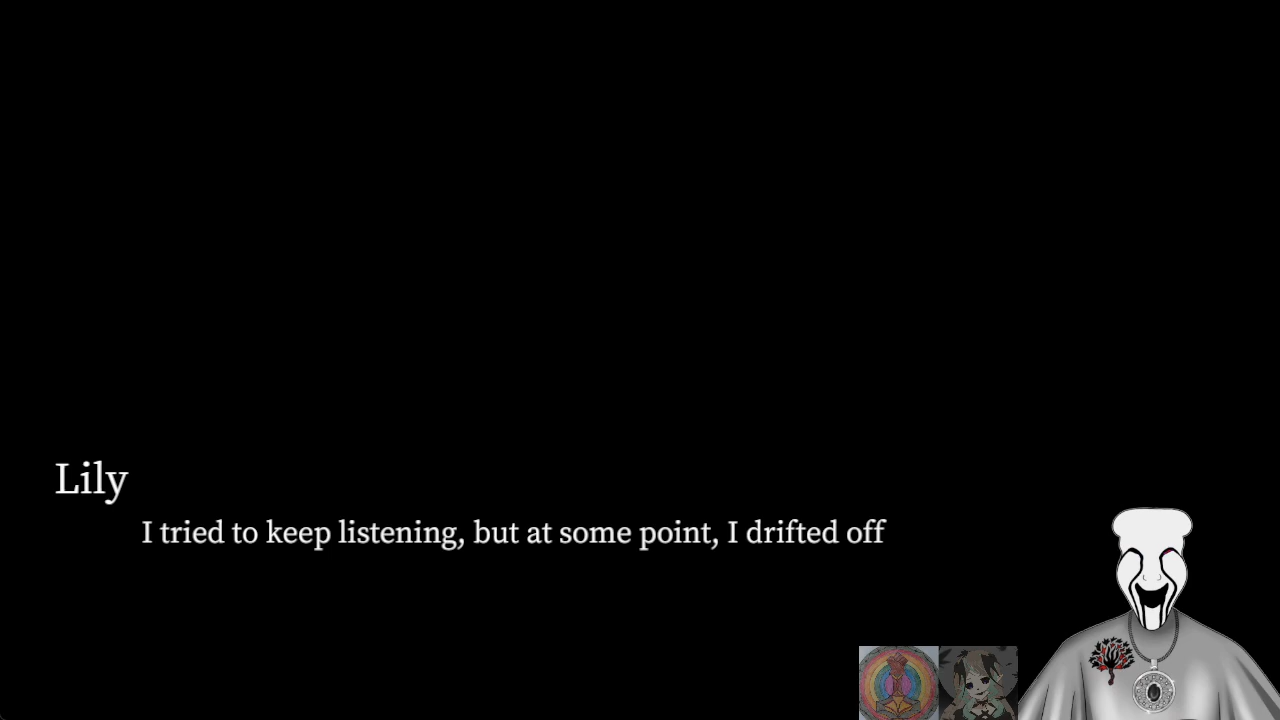 Lily
I tried to keep listening, but at some point, I drifted off